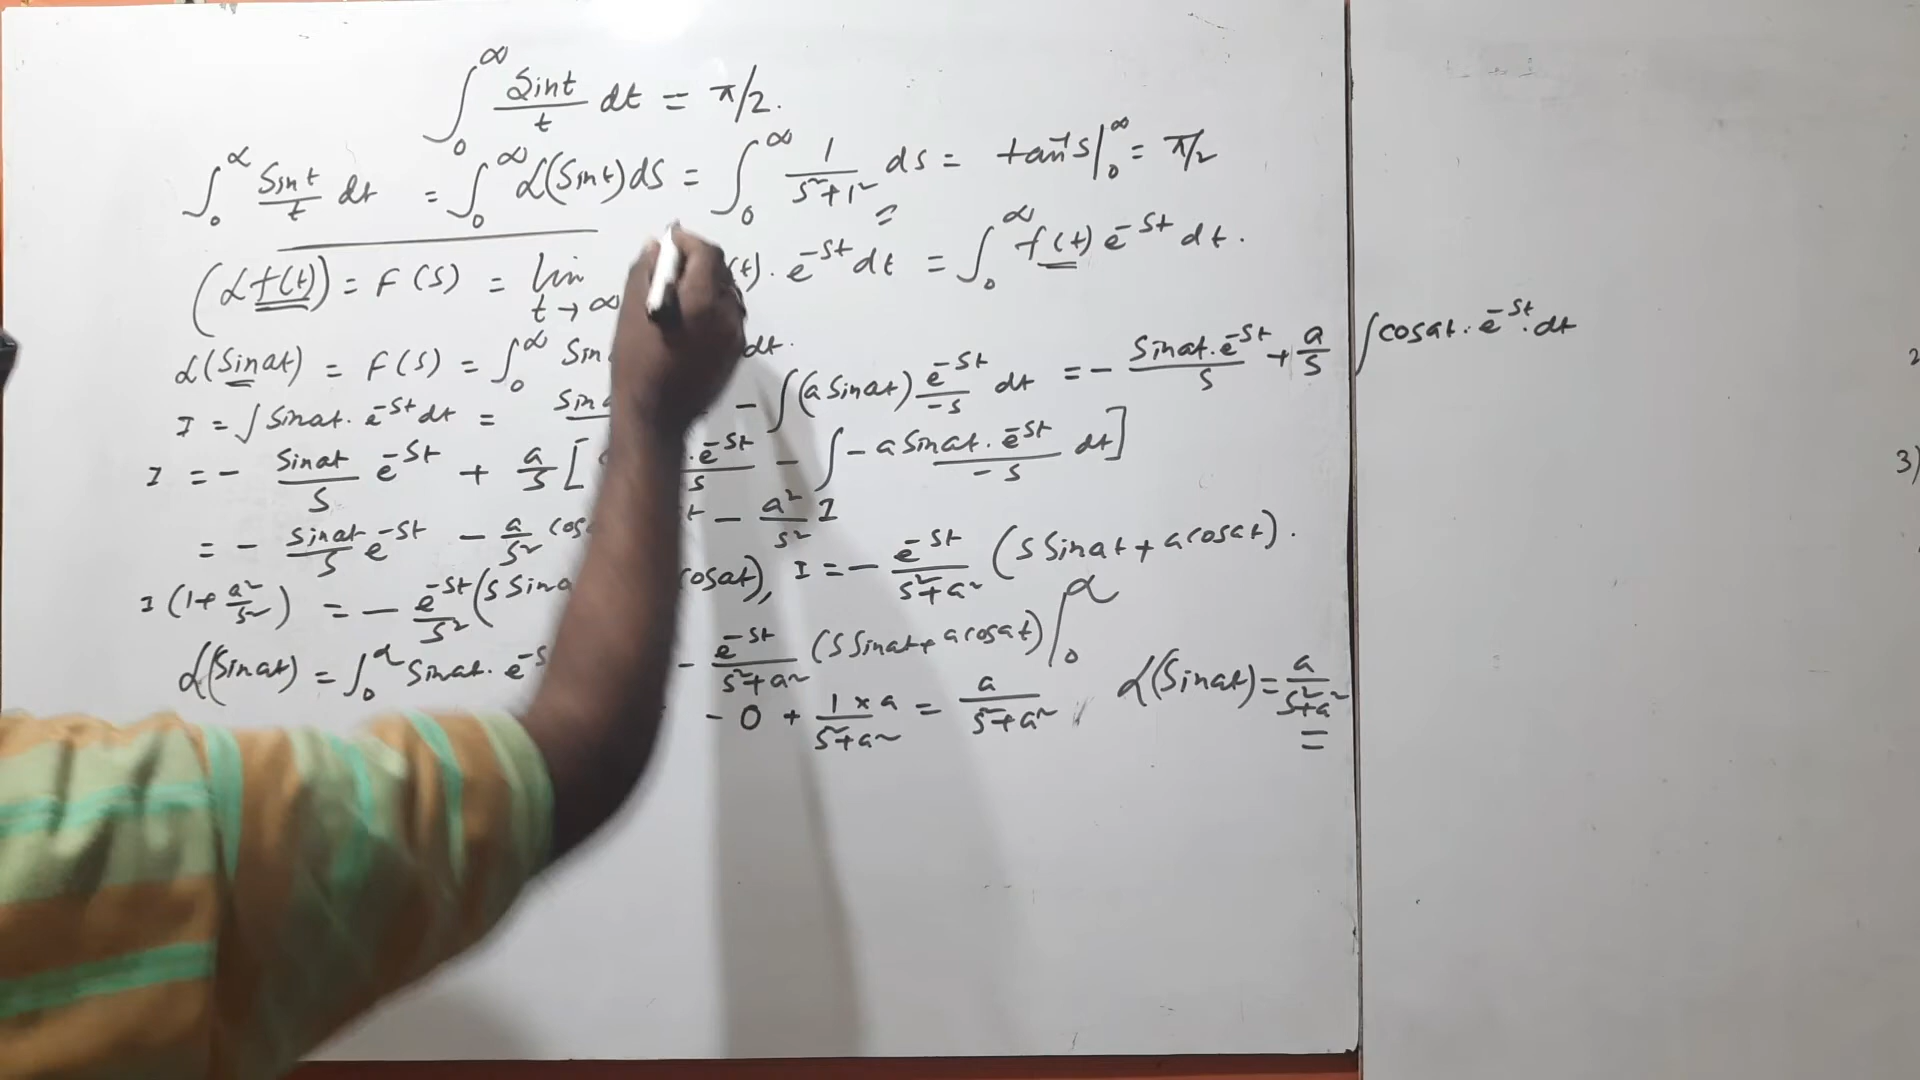 ∫₀^∞ Sint/t dt = π/2.
∫₀^∞ Sint/t dt = ∫₀^∞ L(Sint)ds = ∫₀^∞ 1/(s²+1²) ds = tan⁻¹s|₀^∞ = π/2
(L f(t)) = F(s) = lim t→∞ (t). e^-st dt = ∫₀^∞ f(t) e^-st dt.
L(Sinat) = F(s) = ∫₀^∞ Sin dt.
I = ∫ Sinat. e^-st dt = Sin - ∫(a Sinat) e^-st/-s dt = - Sinat. e^-st/s + a/s ∫cosat. e^-st. dt
I = - Sinat/s e^-st + a/s [ . e^-st/s - ∫ -a Sinat. e^-st/-s dt]
= - sinat/s e^-st - a/s² cos - a²/s² I
I (1+ a²/s²) = - e^-st/s² (s Sin cosat), I = - e^-st/(s²+a²) (s Sinat + a cosat).
L(Sinat) = ∫₀^∞ Sinat. e^-s - e^-st/(s²+a²) (s Sinat + a cosat)|₀^∞
- 0 + 1 × a/(s²+a²) = a/(s²+a²) L(Sinat) = a/(s²+a²)
2
3)